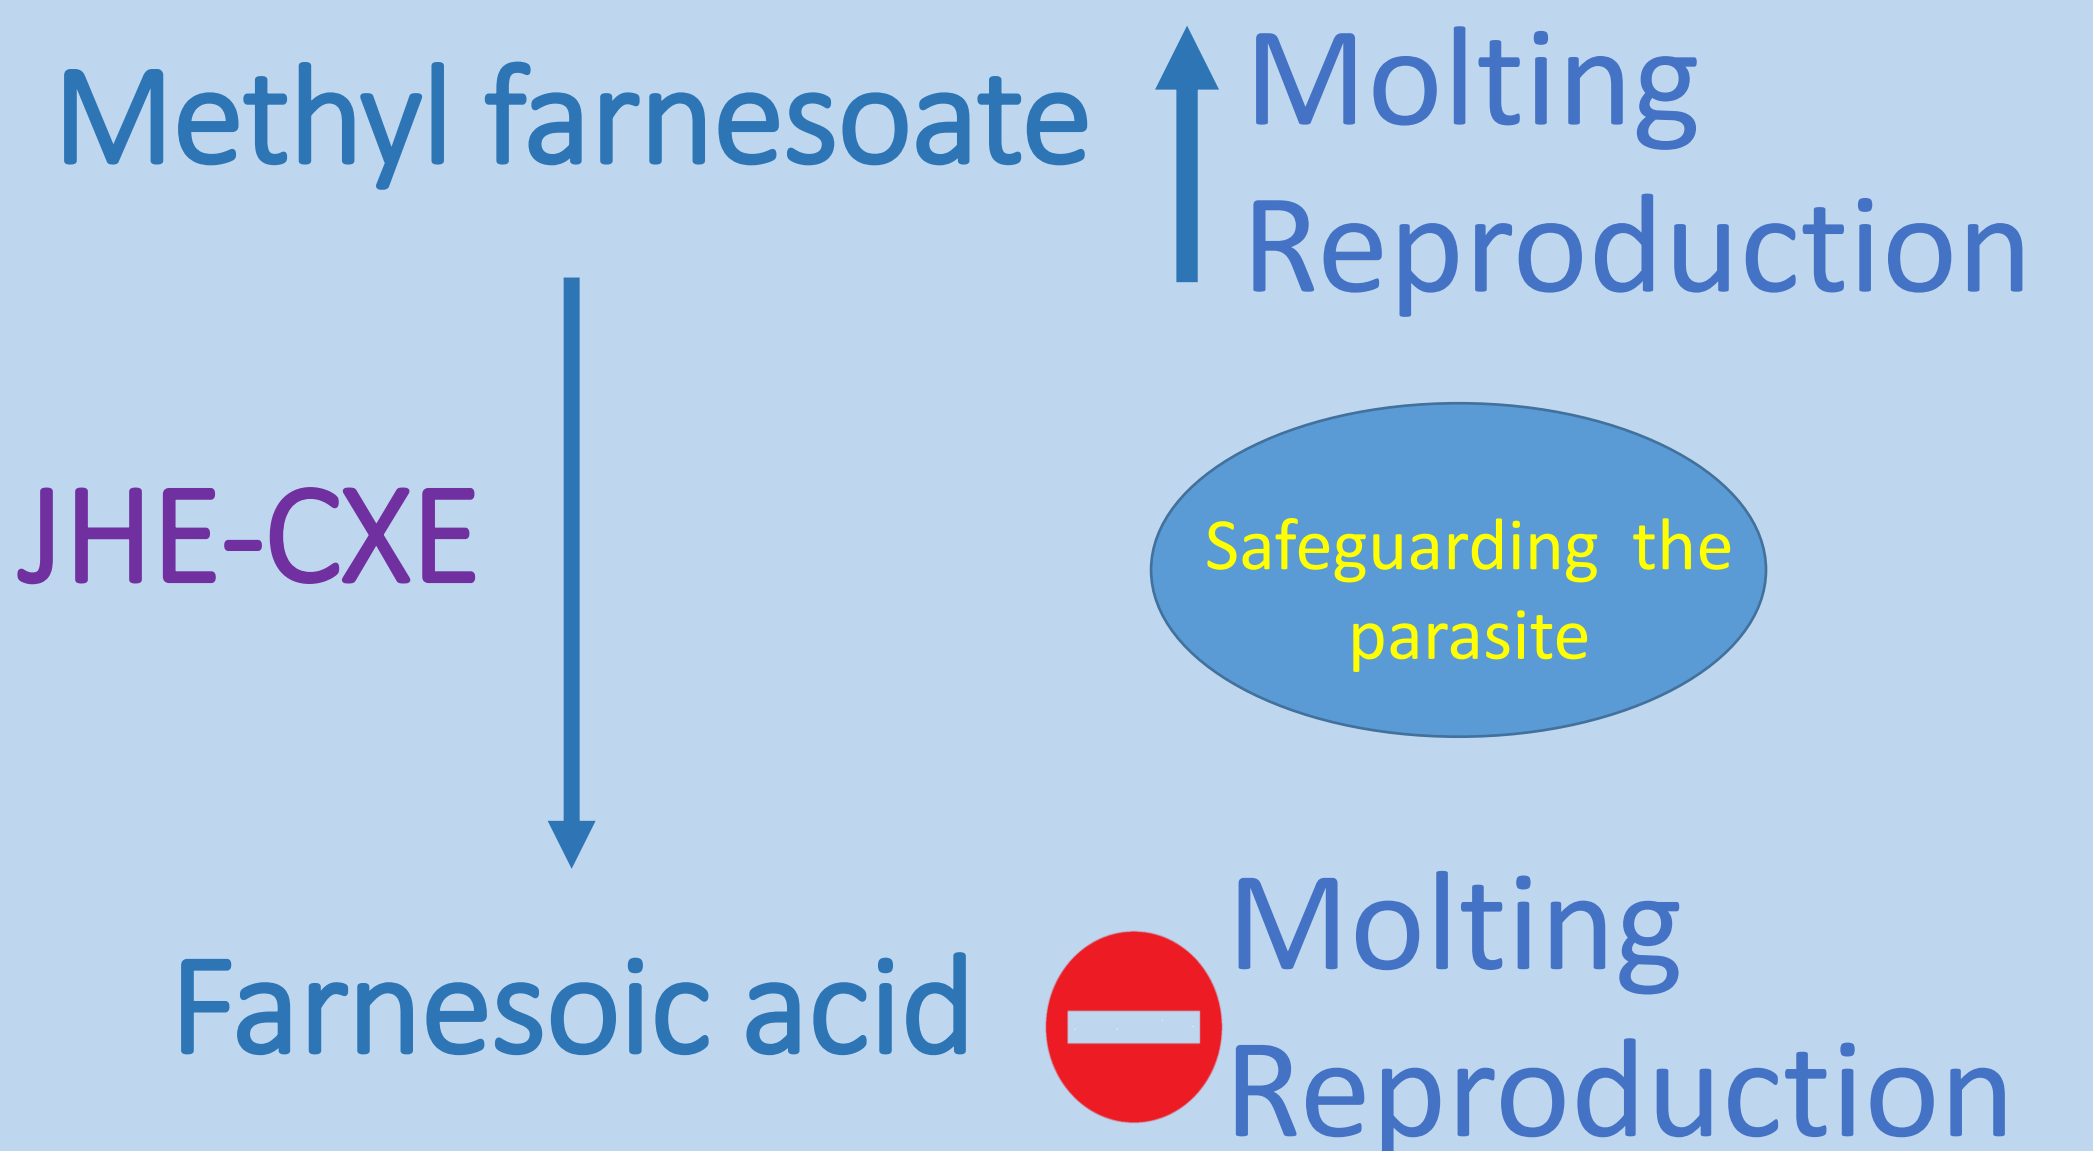 Methyl farnesoate
Molting
Reproduction
JHE-CXE
Safeguarding the
parasite
Farnesoic acid
Molting
Reproduction